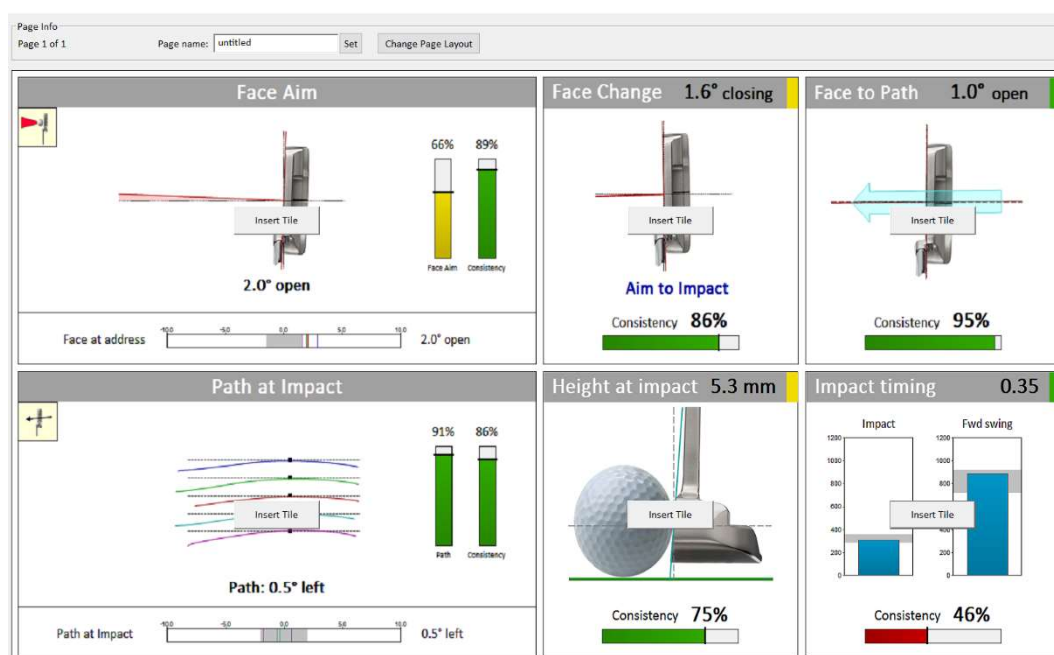 Page Info
Page 1 of 1
Page name:
untitled
Set
Change Page Layout
Face Aim
66%
89%
Insert Tile
Face Aim
Consistency
2.0° open
Face at address
-10,0
-5,0
0,0
5,0
10,0
2.0° open
Face Change 1.6° closing
Insert Tile
Aim to Impact
Consistency 86%
Face to Path 1.0° open
Insert Tile
Consistency 95%
Path at Impact
91%
86%
Insert Tile
Path
Consistency
Path: 0.5° left
Path at Impact
-10,0
-5,0
0,0
5,0
10,0
0.5° left
Height at impact 5.3 mm
Insert Tile
Consistency 75%
Impact timing 0.35
Impact
1200
1000
800
600
400
200
0
Fwd swing
1200
1000
800
Insert Tile
400
200
0
Consistency 46%